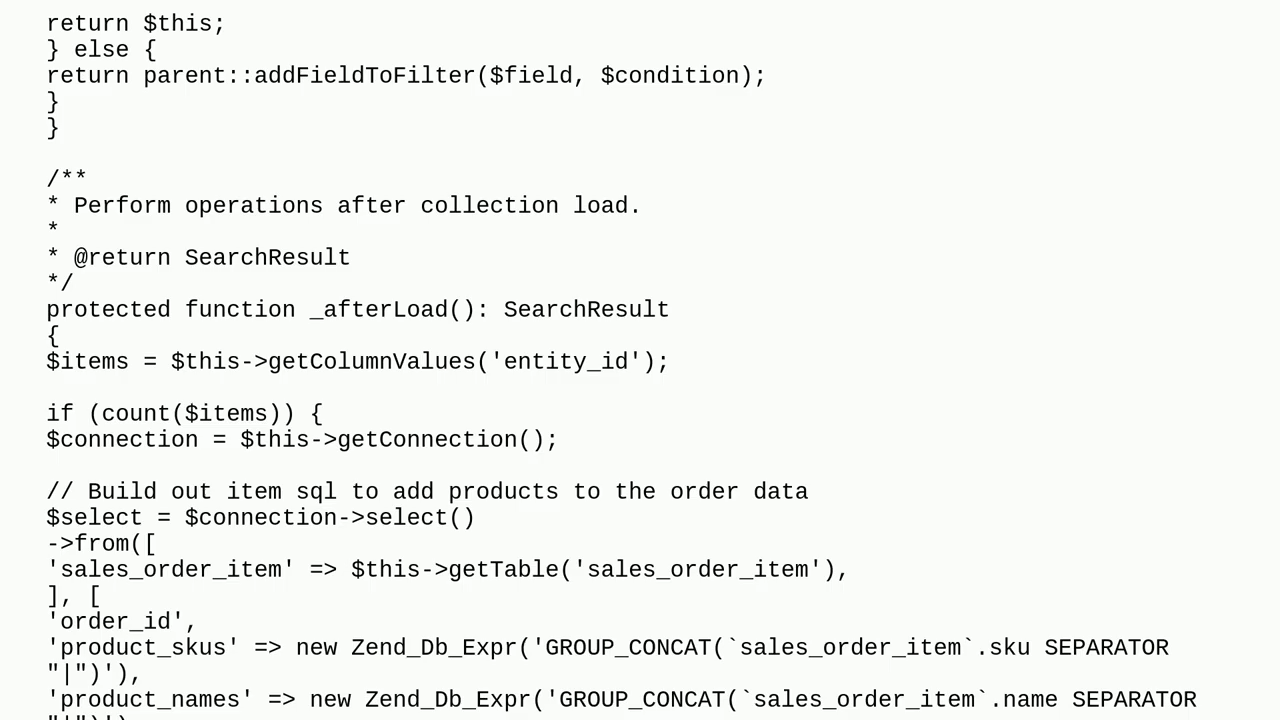 return $this;
} else {
return parent::addFieldToFilter($field, $condition);
}
}
/**
* Perform operations after collection load.
*
* @return SearchResult
*/
protected function _afterLoad(): SearchResult
{
$items = $this->getColumnValues('entity_id');
if (count($items)) {
$connection = $this->getConnection();
// Build out item sql to add products to the order data
$select = $connection->select()
->from([
'sales_order_item' => $this->getTable('sales_order_item'),
], [
'order_id',
'product_skus' => new Zend_Db_Expr('GROUP_CONCAT(`sales_order_item`.sku SEPARATOR
"|")'),
'product_names' => new Zend_Db_Expr('GROUP_CONCAT(`sales_order_item`.name SEPARATOR